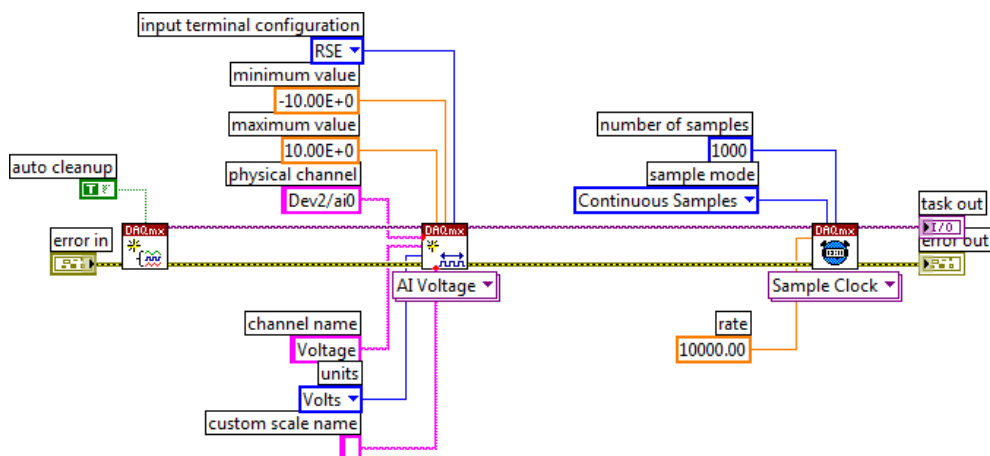 input terminal configuration
RSE
minimum value
-10.00E+0
maximum value
10.00E+0
number of samples
1000
auto cleanup
T
physical channel
Dev2/ai0
sample mode
Continuous Samples
task out
I/O
error in
DAQmx
DAQmx
DAQmx
error out
AI Voltage
Sample Clock
channel name
Voltage
rate
10000.00
units
Volts
custom scale name